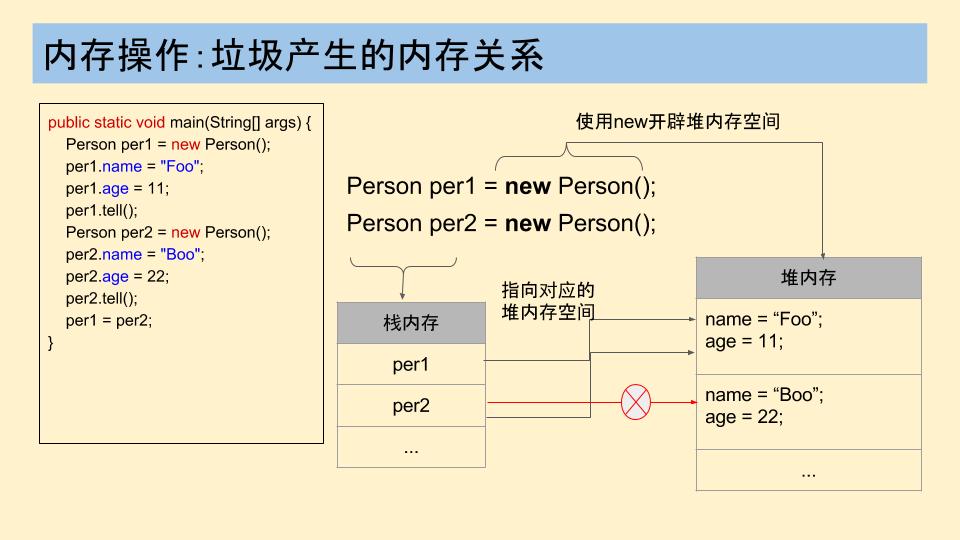 内存操作:垃圾产生的内存关系
public static void main(String[] args) {
Person per1 = new Person();
per1.name = "Foo";
per1.age = 11;
per1.tell();
Person per2 = new Person();
per2.name = "Boo";
per2.age = 22;
per2.tell();
per1 = per2;
}
使用new开辟堆内存空间
Person per1 = new Person();
Person per2 = new Person();
指向对应的
堆内存空间
栈内存
per1
per2
...
堆内存
name = “Foo”;
age = 11;
name = “Boo”;
age = 22;
...